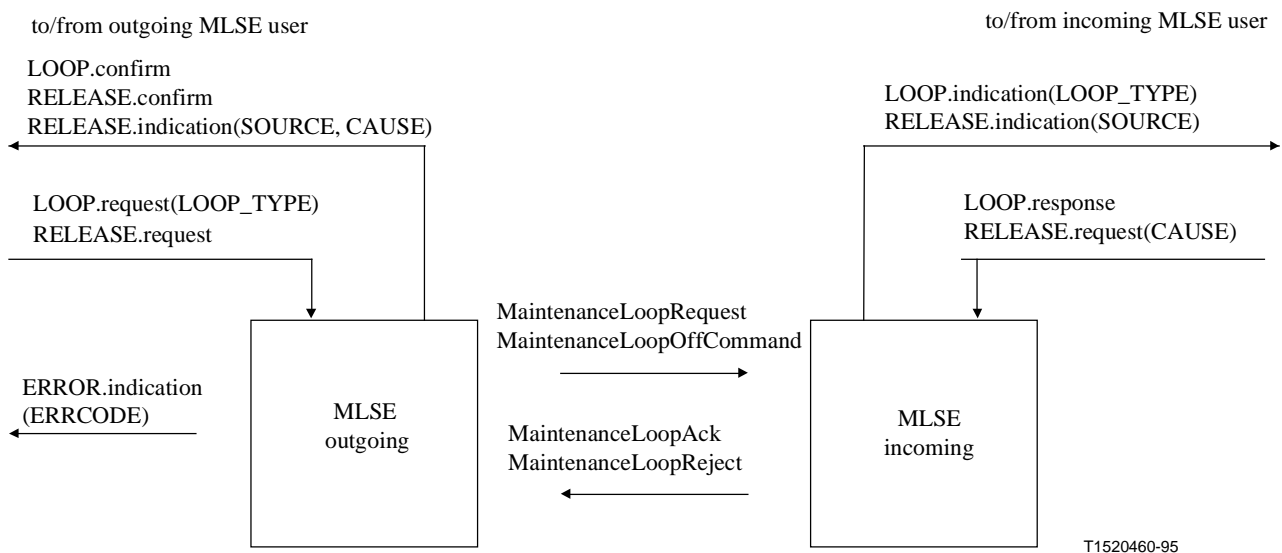 to/from outgoing MLSE user
to/from incoming MLSE user
LOOP.confirm
RELEASE.confirm
RELEASE.indication(SOURCE, CAUSE)
LOOP.indication(LOOP_TYPE)
RELEASE.indication(SOURCE)
LOOP.request(LOOP_TYPE)
RELEASE.request
LOOP.response
RELEASE.request(CAUSE)
MaintenanceLoopRequest
MaintenanceLoopOffCommand
ERROR.indication
(ERRCODE)
MLSE
outgoing
MaintenanceLoopAck
MaintenanceLoopReject
MLSE
incoming
T1520460-95